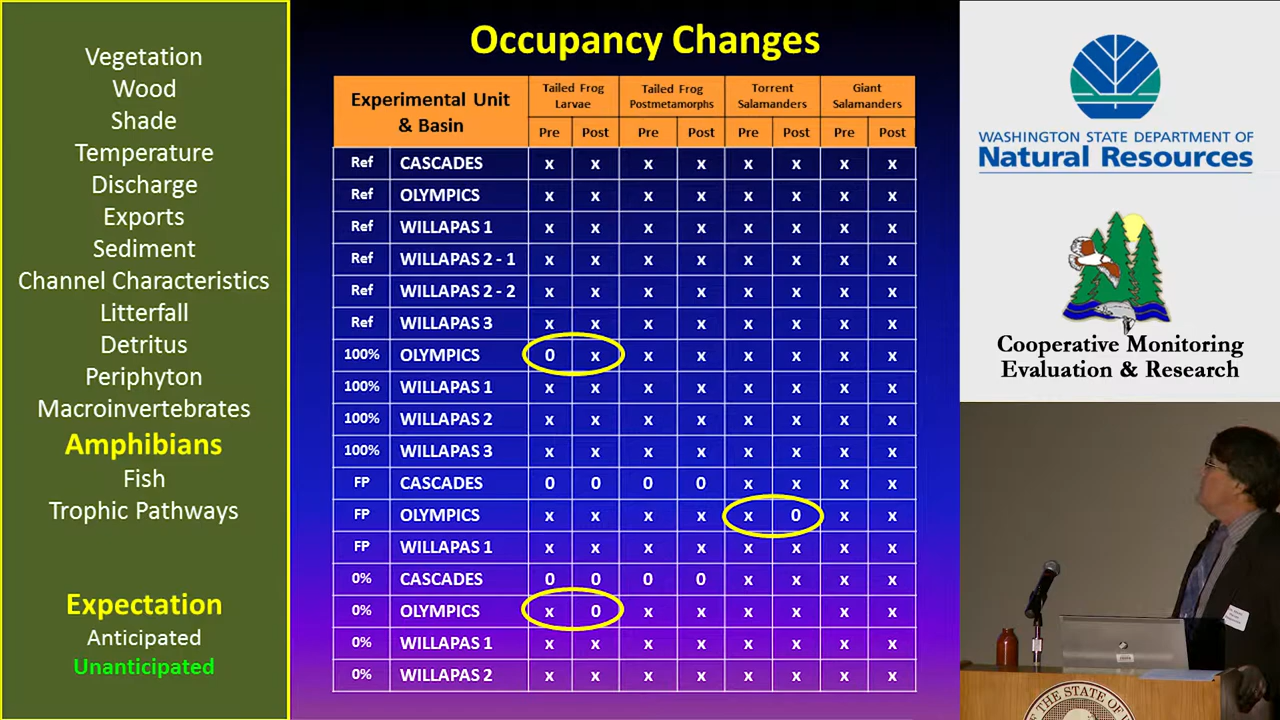 Vegetation
Wood
Shade
Temperature
Discharge
Exports
Sediment
Channel Characteristics
Litterfall
Detritus
Periphyton
Macroinvertebrates
Amphibians
Fish
Trophic Pathways
Expectation
Anticipated
Unanticipated
Occupancy Changes
Experimental Unit & Basin Tailed Frog Larvae Tailed Frog Postmetamorphs Torrent Salamanders Giant Salamanders
Pre Post Pre Post Pre Post Pre Post
Ref CASCADES x x x x x x x x
Ref OLYMPICS x x x x x x x x
Ref WILLAPAS 1 x x x x x x x x
Ref WILLAPAS 2 - 1 x x x x x x x x
Ref WILLAPAS 2 - 2 x x x x x x x x
Ref WILLAPAS 3 x x x x x x x x
100% OLYMPICS 0 x x x x x x x
100% WILLAPAS 1 x x x x x x x x
100% WILLAPAS 2 x x x x x x x x
100% WILLAPAS 3 x x x x x x x x
FP CASCADES 0 0 0 0 x x x x
FP OLYMPICS x x x x x 0 x x
FP WILLAPAS 1 x x x x x x x x
0% CASCADES 0 0 0 0 x x x x
0% OLYMPICS x 0 x x x x x x
0% WILLAPAS 1 x x x x x x x x
0% WILLAPAS 2 x x x x x x x x
WASHINGTON STATE DEPARTMENT OF
Natural Resources
Cooperative Monitoring
Evaluation & Research
THE STATE OF